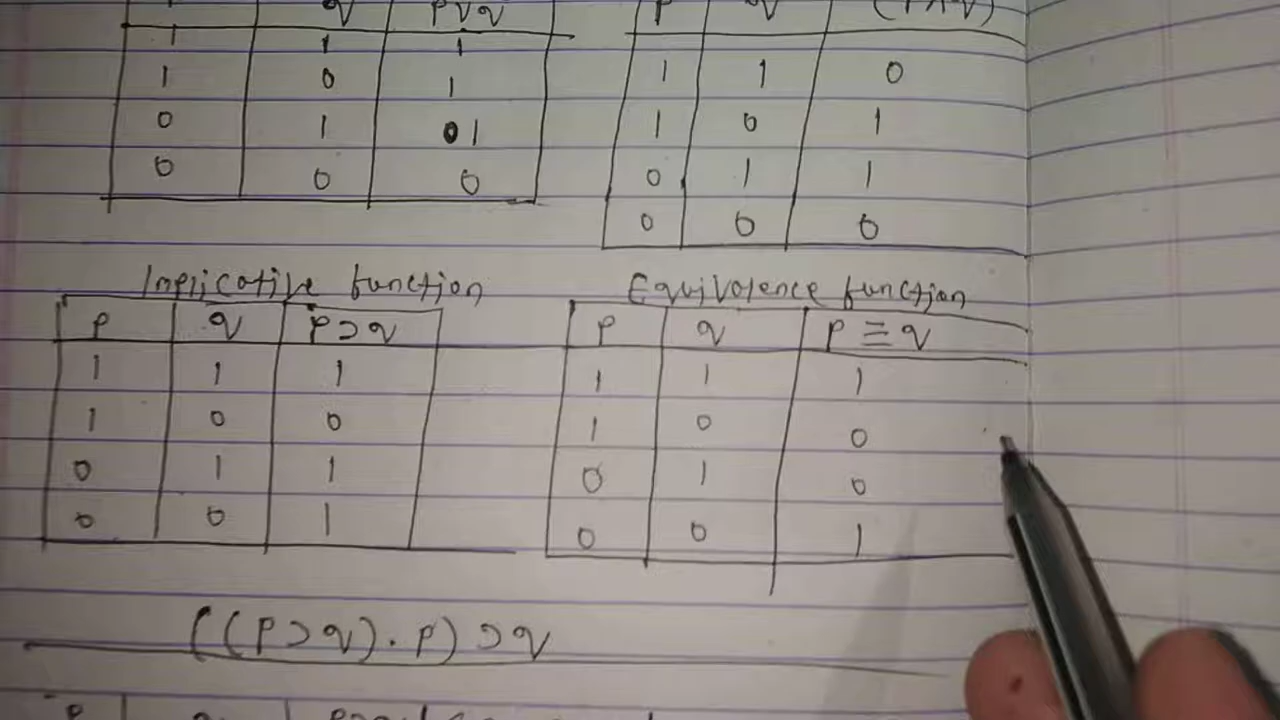 q p∨q
1 1 1
1 0 1
0 1 01
0 0 0
p q
1 1 0
1 0 1
0 1 1
0 0 0
Implicative function
p q p⊃q
1 1 1
1 0 0
0 1 1
0 0 1
Equivalence function
p q p ≡ q
1 1 1
1 0 0
0 1 0
0 0 1
((p⊃q).p)⊃q